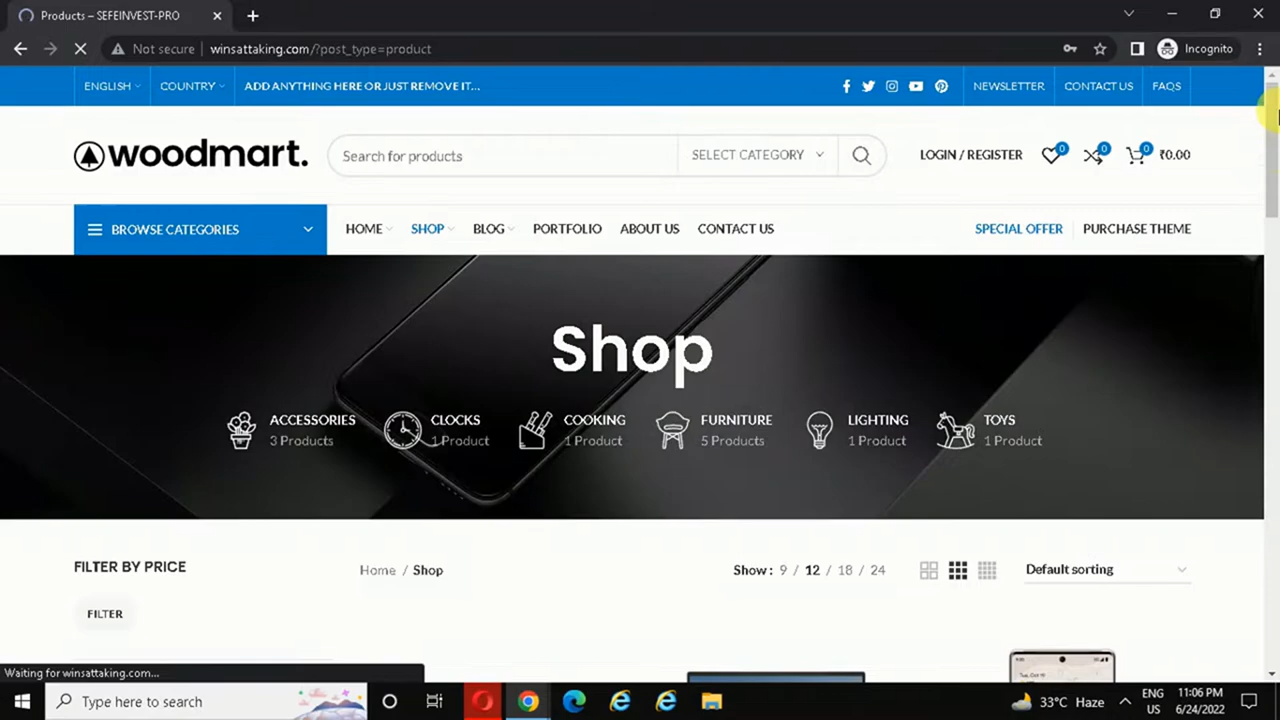 Products – SEFEINVEST-PRO
Not secure winsattaking.com/?post_type=product Incognito
ENGLISH COUNTRY ADD ANYTHING HERE OR JUST REMOVE IT… NEWSLETTER CONTACT US FAQS
woodmart. Search for products SELECT CATEGORY LOGIN / REGISTER 0 0 0 ₹0.00
BROWSE CATEGORIES HOME SHOP BLOG PORTFOLIO ABOUT US CONTACT US SPECIAL OFFER PURCHASE THEME
Shop
ACCESSORIES CLOCKS COOKING FURNITURE LIGHTING TOYS
3 Products 1 Product 1 Product 5 Products 1 Product 1 Product
FILTER BY PRICE Home / Shop Show : 9 / 12 / 18 / 24 Default sorting
FILTER
Waiting for winsattaking.com...
Type here to search 33°C Haze ENG US 11:06 PM 6/24/2022